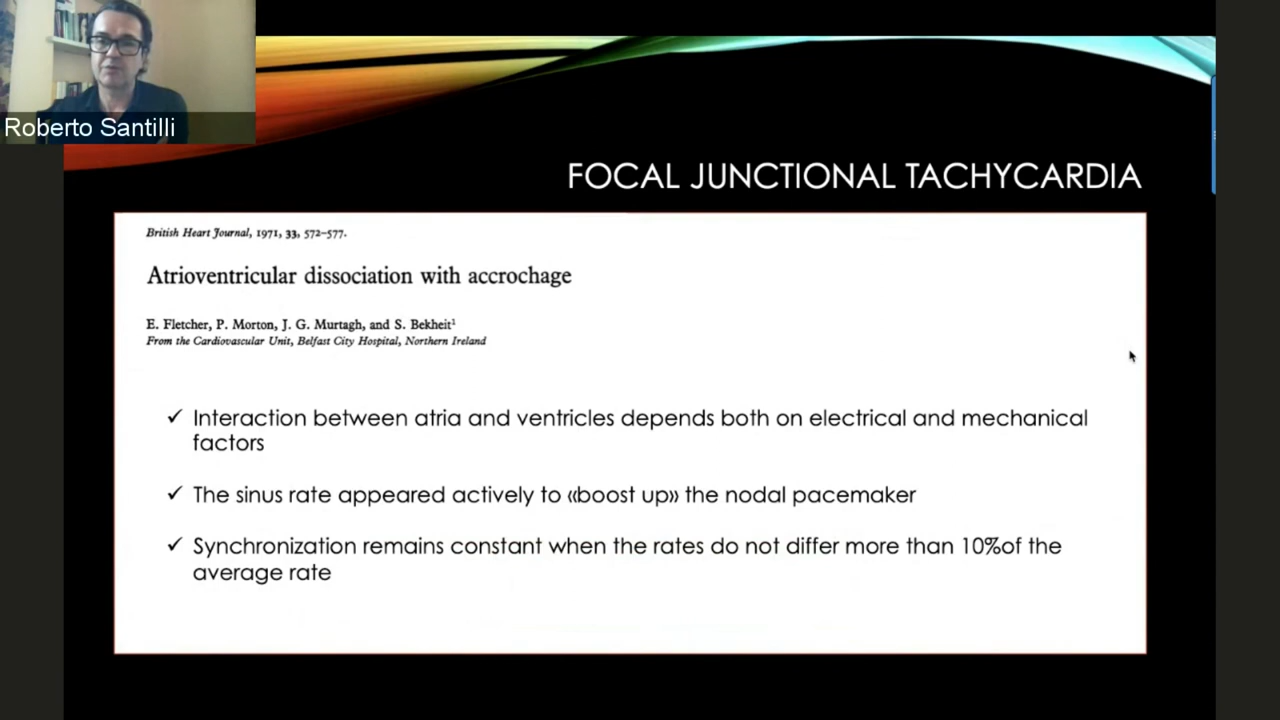 Roberto Santilli
FOCAL JUNCTIONAL TACHYCARDIA
British Heart Journal, 1971, 33, 572–577.
Atrioventricular dissociation with accrochage
E. Fletcher, P. Morton, J. G. Murtagh, and S. Bekheit¹
From the Cardiovascular Unit, Belfast City Hospital, Northern Ireland
✓ Interaction between atria and ventricles depends both on electrical and mechanical
factors
✓ The sinus rate appeared actively to «boost up» the nodal pacemaker
✓ Synchronization remains constant when the rates do not differ more than 10%of the
average rate